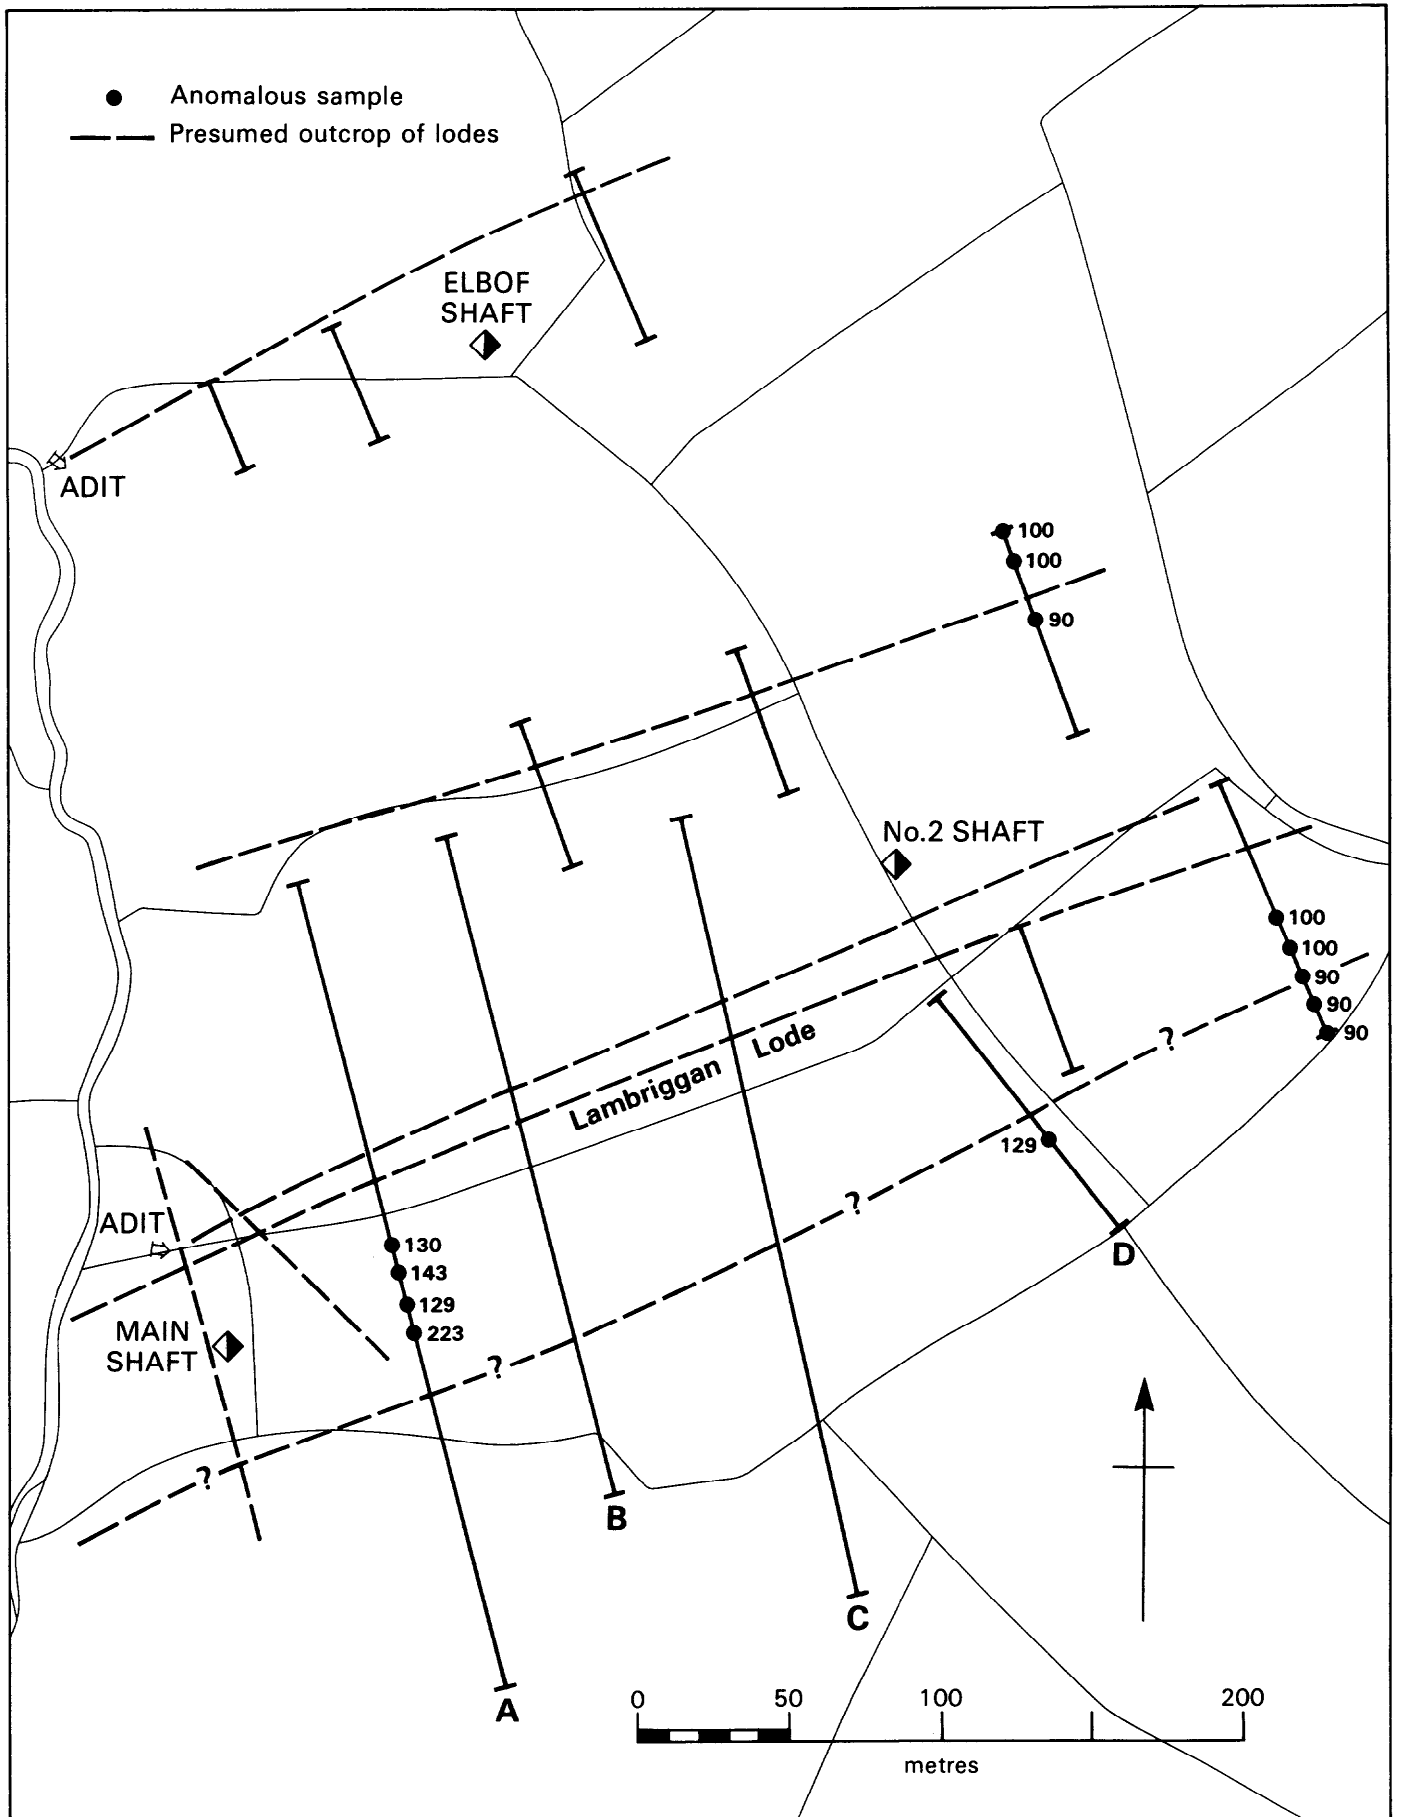 Anomalous sample
Presumed outcrop of lodes
ELBOF
SHAFT
ADIT
100
100
90
No.2 SHAFT
100
100
90
90
90
Lambriggan Lode
?
?
129
D
ADIT
130
143
129
223
MAIN
SHAFT
?
?
B
C
A
0 50 100 200
metres